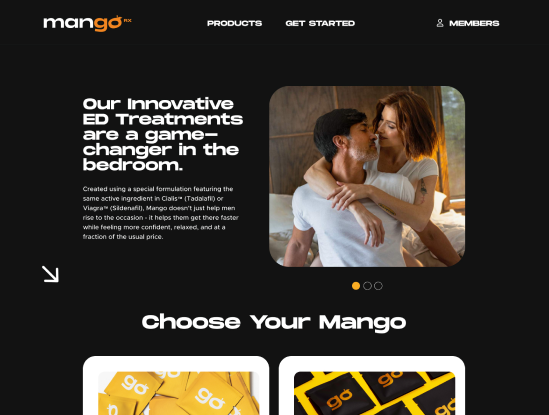 mango RX
PRODUCTS
GET STARTED
MEMBERS
Our Innovative
ED Treatments
are a game-
changer in the
bedroom.
Created using a special formulation featuring the
same active ingredient in Cialis™ (Tadalafil) or
Viagra™ (Sildenafil), Mango doesn't just help men
rise to the occasion - it helps them get there faster
while feeling more confident, relaxed, and at a
fraction of the usual price.
Choose Your Mango
go
go
go
go